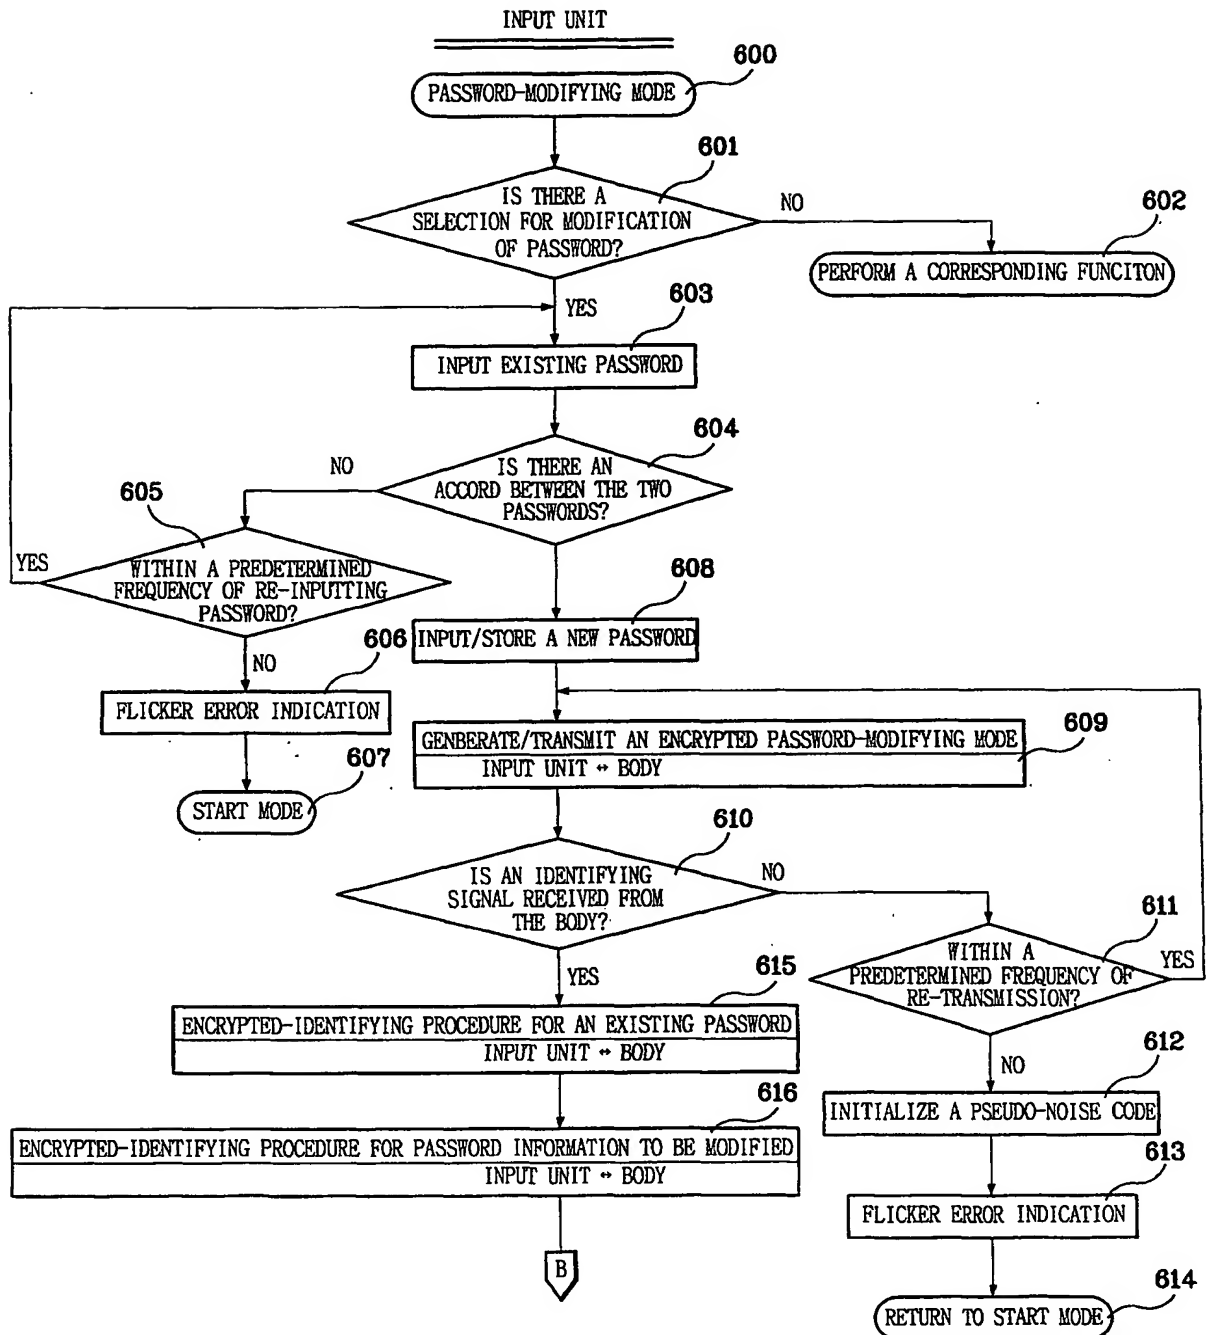 INPUT UNIT
600
PASSWORD-MODIFYING MODE
601
IS THERE A
SELECTION FOR MODIFICATION
OF PASSWORD?
NO
602
PERFORM A CORRESPONDING FUNCITON
YES
603
INPUT EXISTING PASSWORD
604
IS THERE AN
ACCORD BETWEEN THE TWO
PASSWORDS?
NO
605
YES
WITHIN A PREDETERMINED
FREQUENCY OF RE-INPUTTING
PASSWORD?
608
INPUT/STORE A NEW PASSWORD
NO
606
FLICKER ERROR INDICATION
607
START MODE
609
GENBERATE/TRANSMIT AN ENCRYPTED PASSWORD-MODIFYING MODE
INPUT UNIT ↔ BODY
610
IS AN IDENTIFYING
SIGNAL RECEIVED FROM
THE BODY?
NO
611
WITHIN A
PREDETERMINED FREQUENCY OF
RE-TRANSMISSION?
YES
YES
615
ENCRYPTED-IDENTIFYING PROCEDURE FOR AN EXISTING PASSWORD
INPUT UNIT ↔ BODY
NO
612
INITIALIZE A PSEUDO-NOISE CODE
616
ENCRYPTED-IDENTIFYING PROCEDURE FOR PASSWORD INFORMATION TO BE MODIFIED
INPUT UNIT ↔ BODY
613
FLICKER ERROR INDICATION
B
614
RETURN TO START MODE